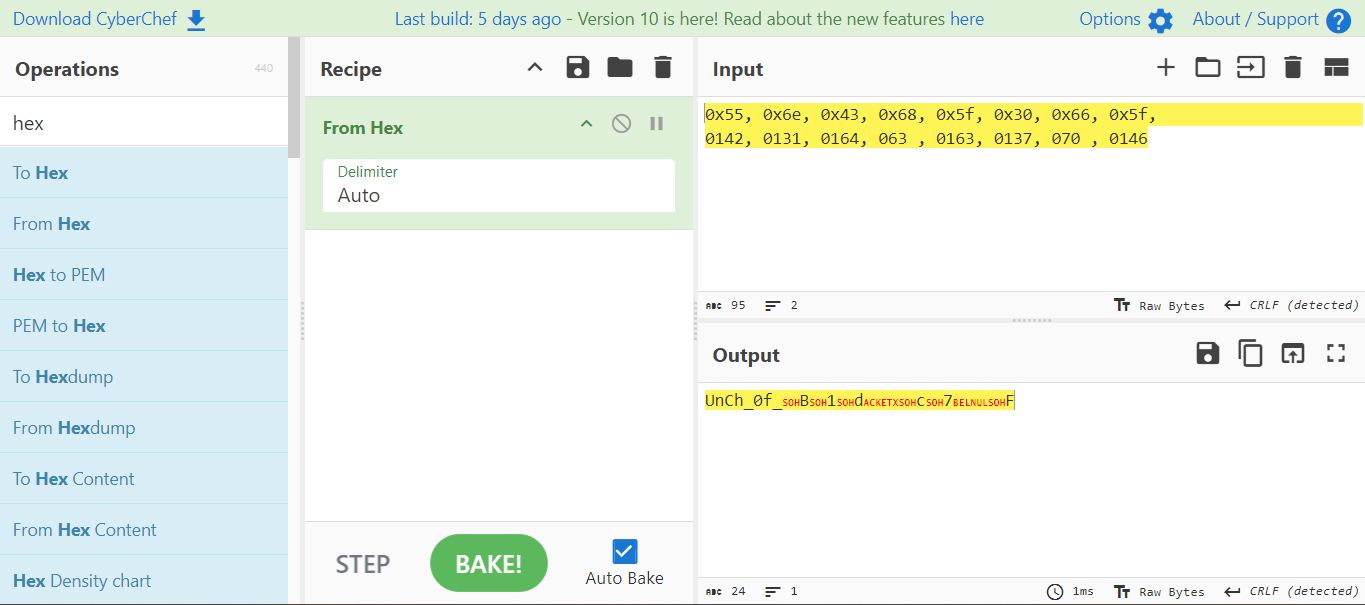 Download CyberChef
Last build: 5 days ago - Version 10 is here! Read about the new features here
Options
About / Support
Operations
440
hex
To Hex
From Hex
Hex to PEM
PEM to Hex
To Hexdump
From Hexdump
To Hex Content
From Hex Content
Hex Density chart
Recipe
From Hex
Delimiter
Auto
STEP
BAKE!
Auto Bake
Input
0x55, 0x6e, 0x43, 0x68, 0x5f, 0x30, 0x66, 0x5f,
0142, 0131, 0164, 063 , 0163, 0137, 070 , 0146
ABC 95
2
Tт Raw Bytes
CRLF (detected)
Output
UnCh_0f_SOHBSOH1SOHdACKETXSOHcSOH7BELNULSOHF
ABC 24
1
1ms
Tт Raw Bytes
CRLF (detected)